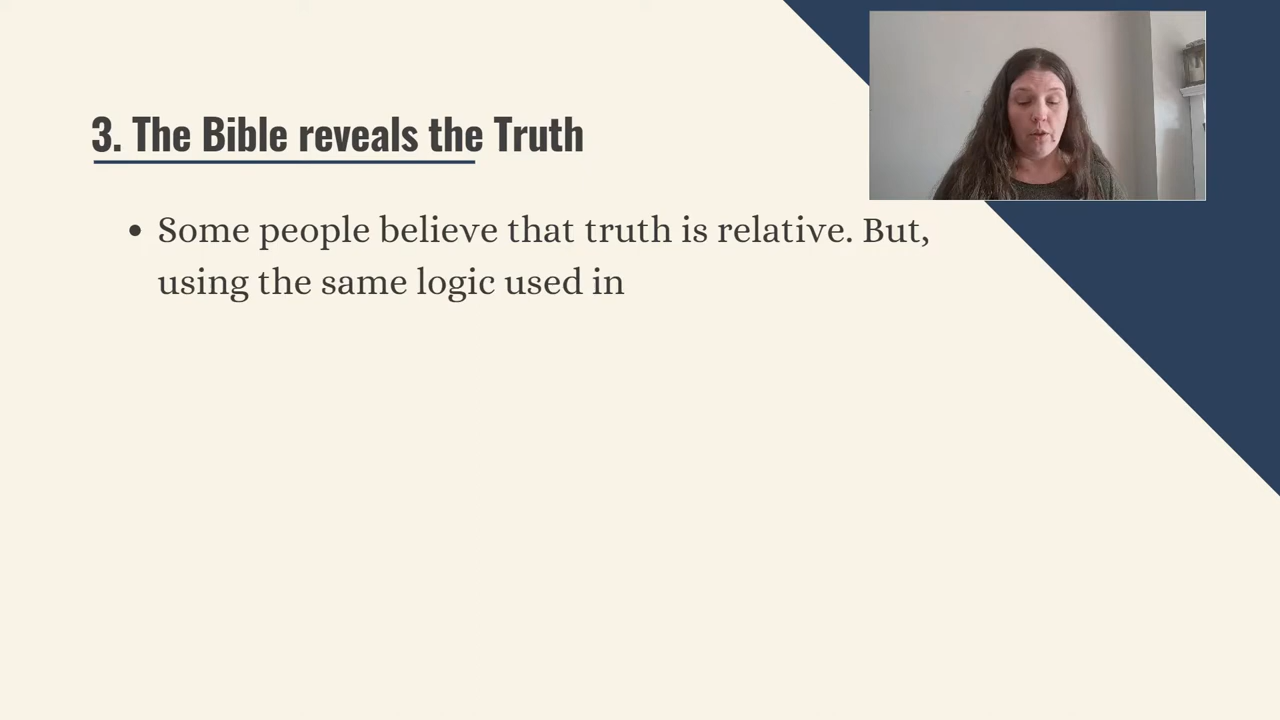 3. The Bible reveals the Truth
• Some people believe that truth is relative. But,
using the same logic used in